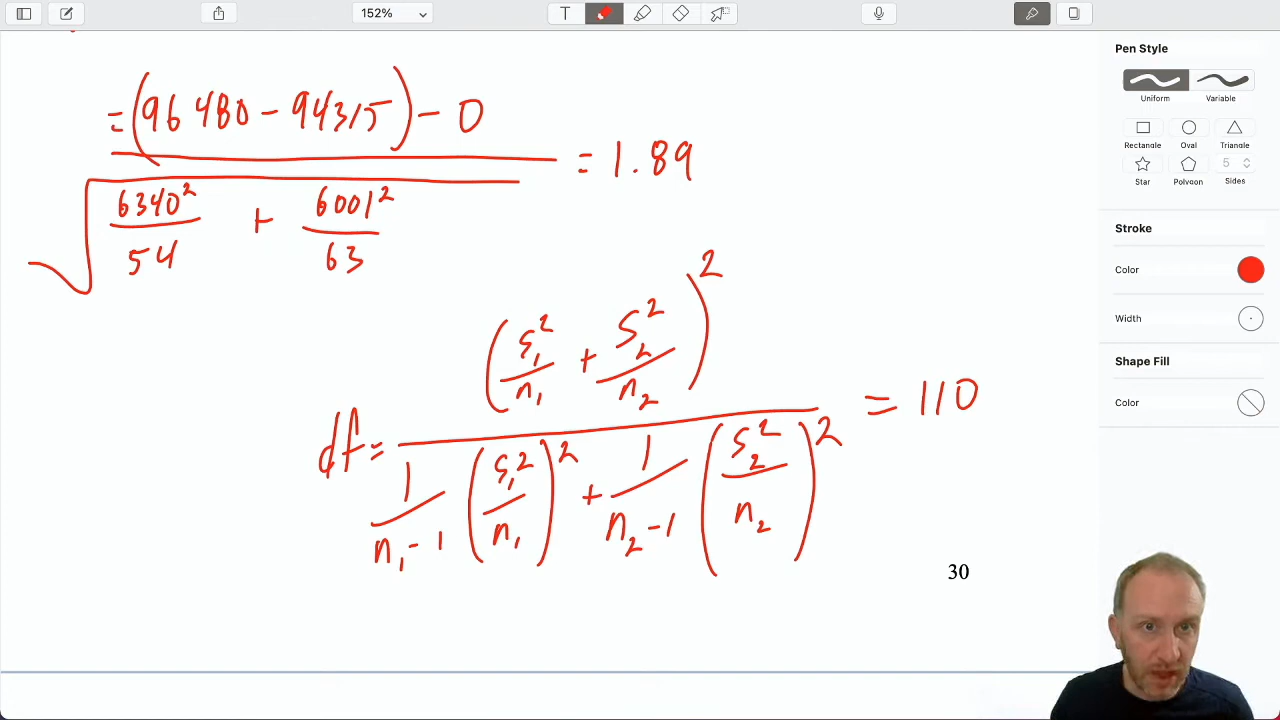 152%
T
= (96 480 - 94315) - 0
6340² + 6001²
54 63
= 1.89
df = (s₁²/n₁ + s₂²/n₂)² / (1/(n₁-1) (s₁²/n₁)² + 1/(n₂-1) (s₂²/n₂)²) = 110
30
Pen Style
Uniform Variable
Rectangle Oval Triangle
Star Polygon 5 Sides
Stroke
Color
Width
Shape Fill
Color